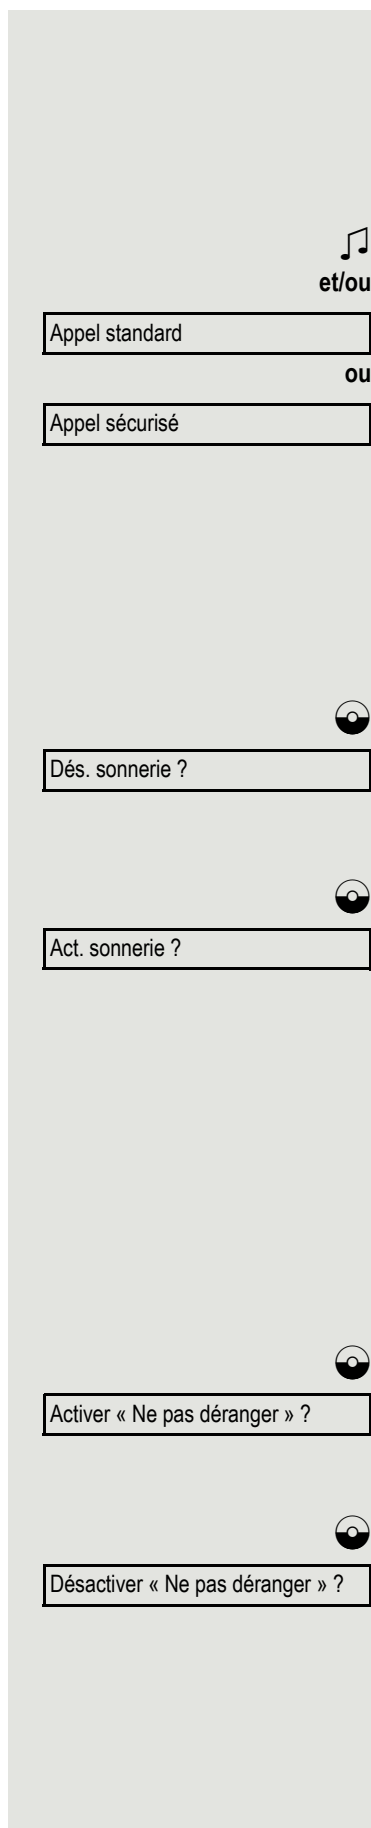 et/ou
Appel standard
ou
Appel sécurisé
Dés. sonnerie ?
Act. sonnerie ?
Activer « Ne pas déranger » ?
Désactiver « Ne pas déranger » ?